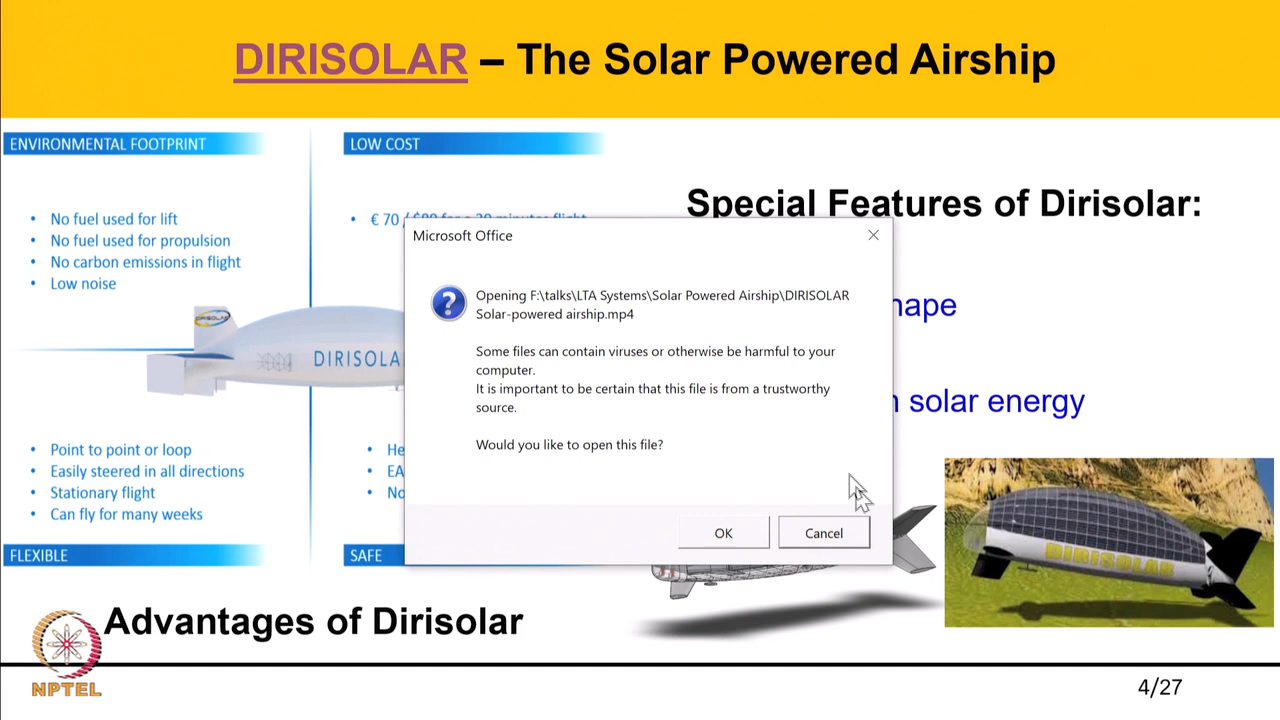 DIRISOLAR – The Solar Powered Airship
ENVIRONMENTAL FOOTPRINT
• No fuel used for lift
• No fuel used for propulsion
• No carbon emissions in flight
• Low noise
LOW COST
• € 70 / $80 for a 30 minutes flight
Special Features of Dirisolar:
hape
solar energy
Microsoft Office
Opening F:\talks\LTA Systems\Solar Powered Airship\DIRISOLAR
Solar-powered airship.mp4
Some files can contain viruses or otherwise be harmful to your
computer.
It is important to be certain that this file is from a trustworthy
source.
Would you like to open this file?
OK
Cancel
DIRISOLAR
DIRISOLA
• Point to point or loop
• Easily steered in all directions
• Stationary flight
• Can fly for many weeks
FLEXIBLE
• He
• EA
• No
SAFE
DIRISOLAR
Advantages of Dirisolar
NPTEL
4/27